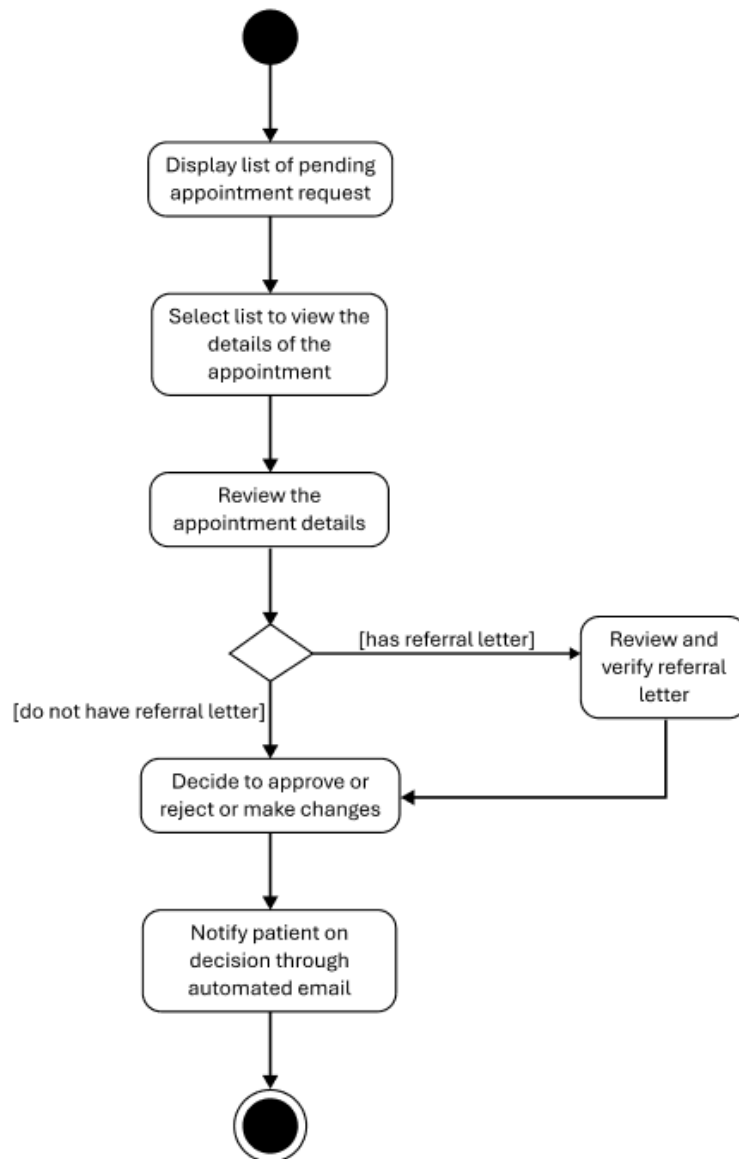 Display list of pending
appointment request
Select list to view the
details of the
appointment
Review the
appointment details
[has referral letter]
Review and
verify referral
letter
[do not have referral letter]
Decide to approve or
reject or make changes
Notify patient on
decision through
automated email